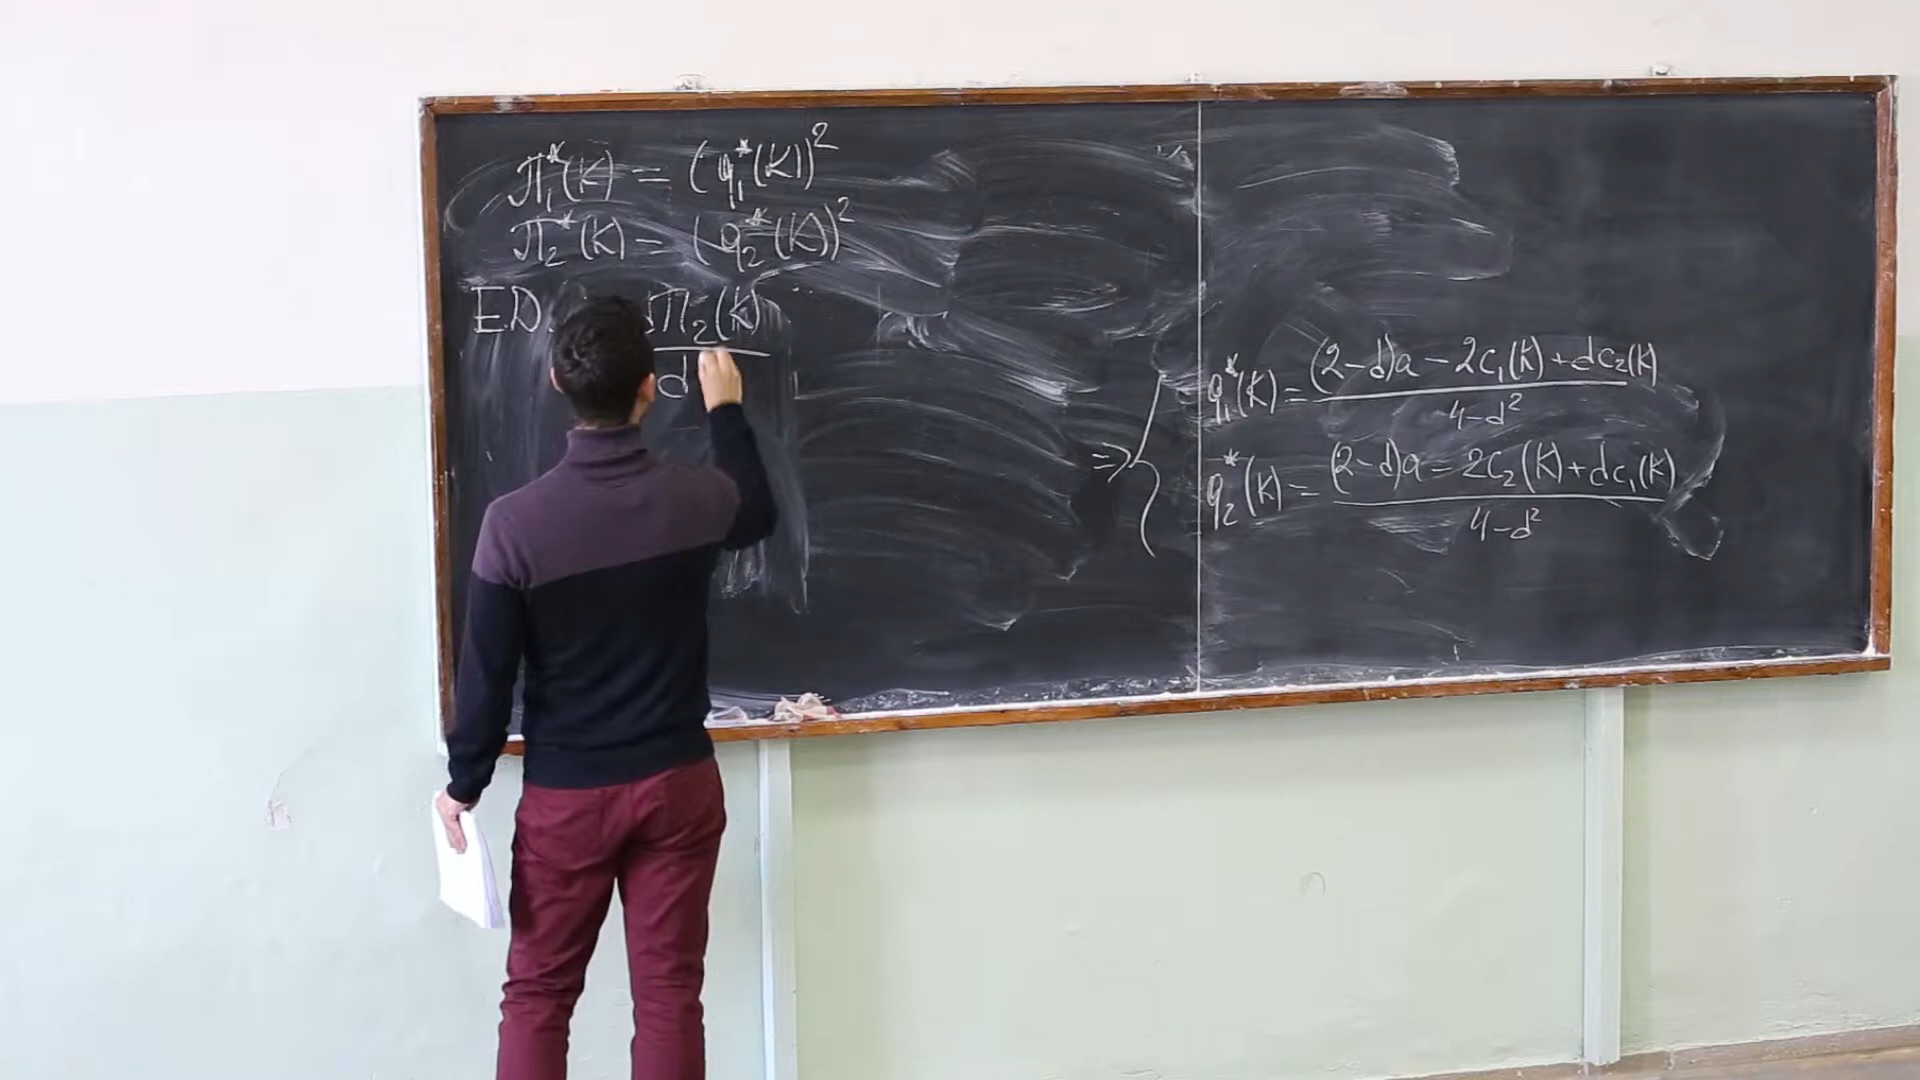 π₁*(k) = (q₁*(k))²
π₂*(k) = (q₂*(k))²
E.D. dπ₂(k)
d
q₁*(k) = (2-d)a - 2c₁(k) + dc₂(k)
4-d²
=> {
q₂*(k) = (2-d)a - 2c₂(k) + dc₁(k)
4-d²